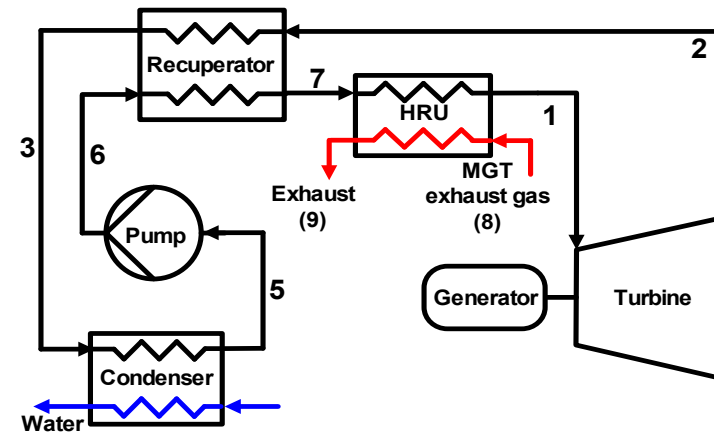 2
Recuperator
7
HRU
1
3
6
MGT
exhaust gas
(8)
Exhaust
(9)
Pump
5
Generator
Turbine
Condenser
Water